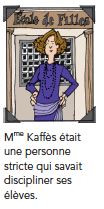 École de Filles
Mme Kaffès était
une personne
stricte qui savait
discipliner ses
élèves.